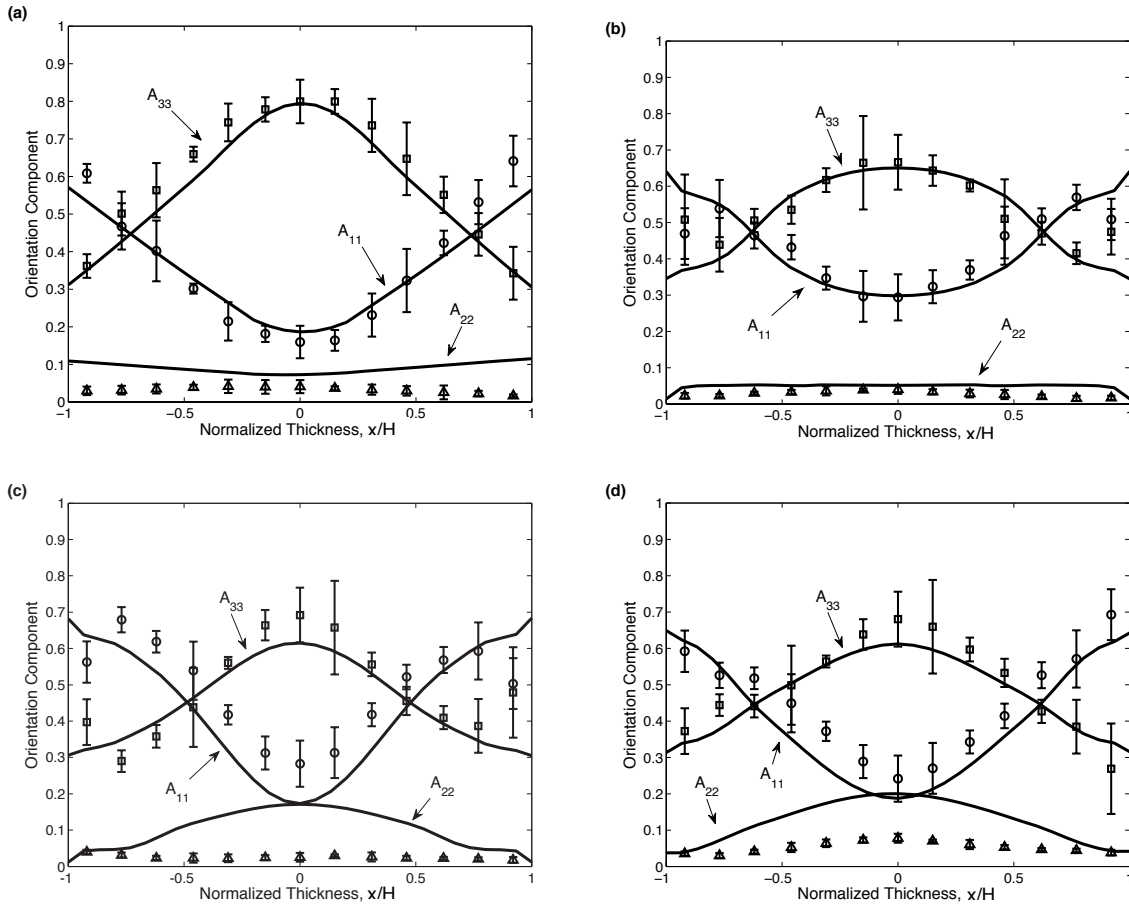 (a)
1
0.9
0.8
0.7
0.6
0.5
0.4
0.3
0.2
0.1
0
Orientation Component
A33
A11
A22
-1
-0.5
0
0.5
1
Normalized Thickness, x/H
(b)
1
0.9
0.8
0.7
0.6
0.5
0.4
0.3
0.2
0.1
0
Orientation Component
A33
A11
A22
−1
−0.5
0
0.5
1
Normalized Thickness, x/H
(c)
1
0.9
0.8
0.7
0.6
0.5
0.4
0.3
0.2
0.1
0
Orientation Component
A33
A11
A22
-1
-0.5
0
0.5
1
Normalized Thickness, x/H
(d)
1
0.9
0.8
0.7
0.6
0.5
0.4
0.3
0.2
0.1
0
Orientation Component
A33
A11
A22
−1
−0.5
0
0.5
1
Normalized Thickness, x/H